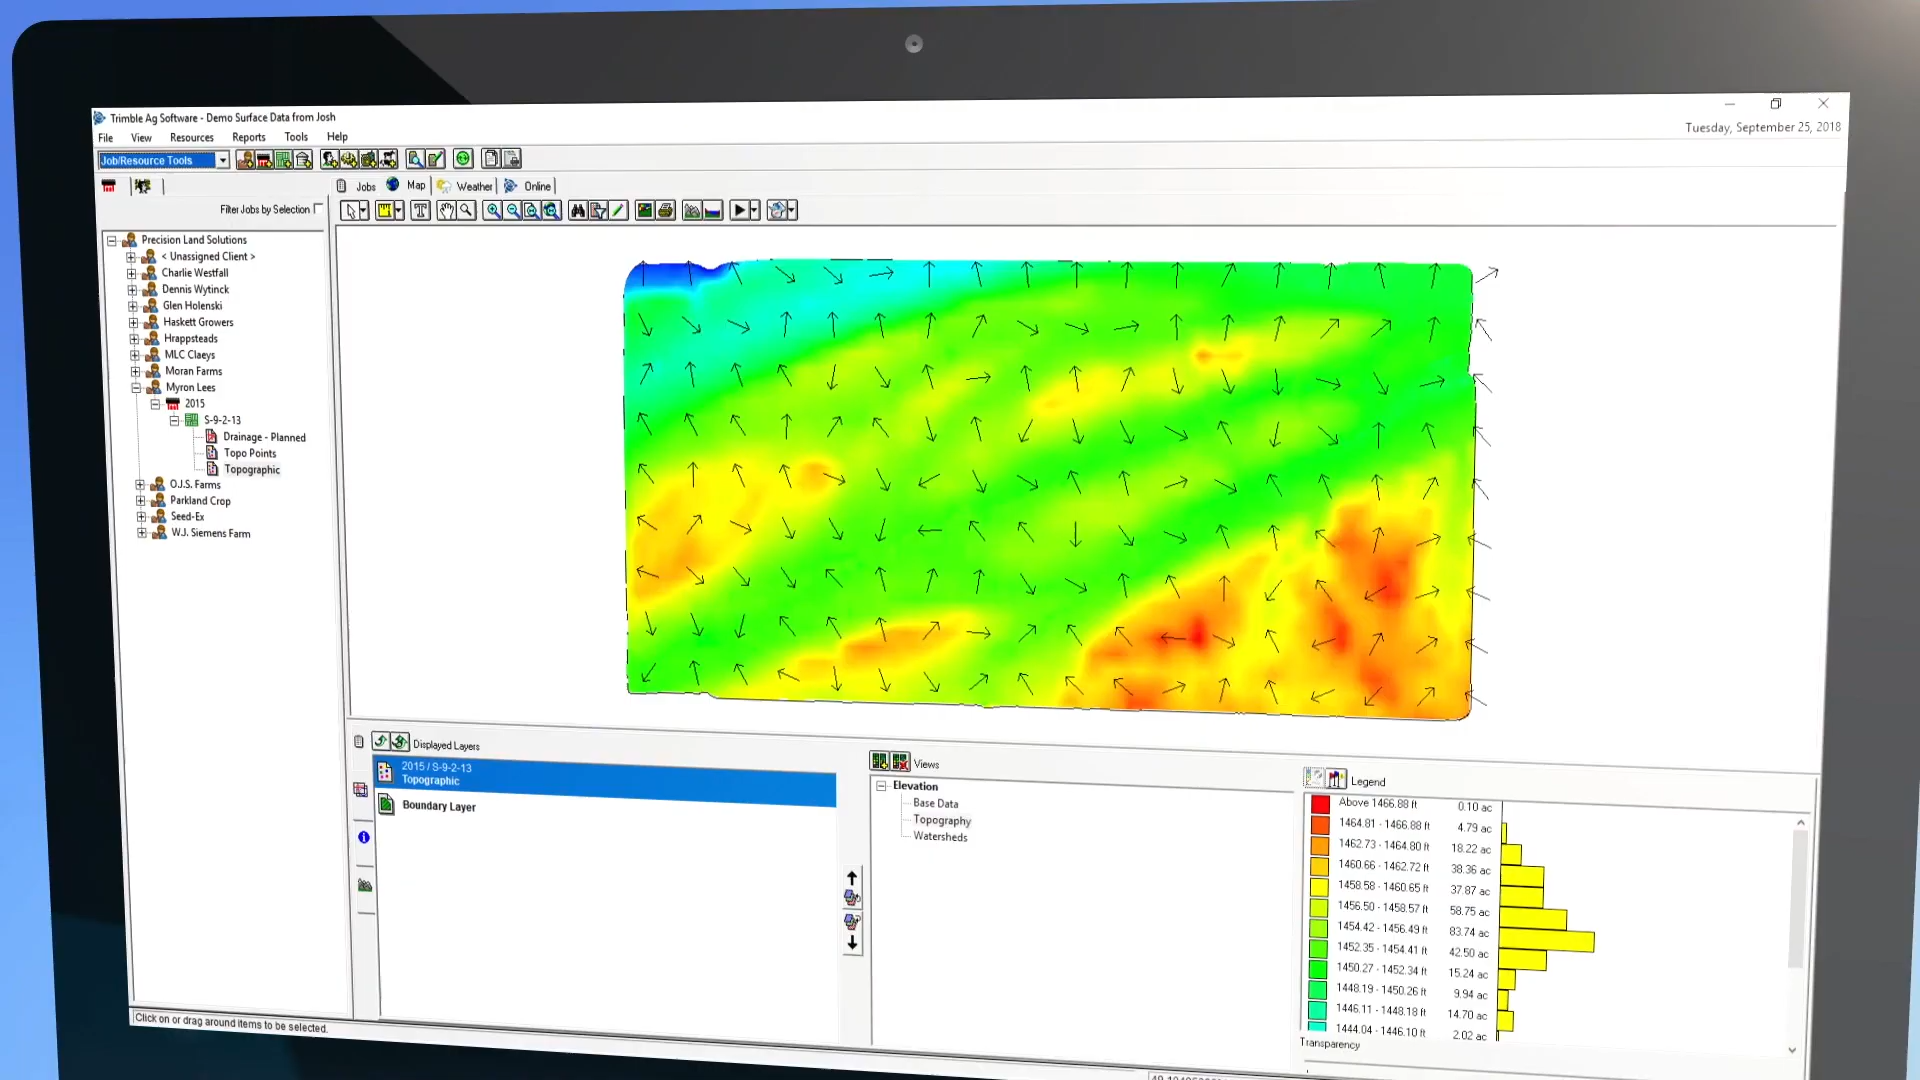 Trimble Ag Software - Demo Surface Data from Josh
Tuesday, September 25, 2018
File View Resources Reports Tools Help
Job/Resource Tools
Jobs Map Weather Online
Filter Jobs by Selection
Precision Land Solutions
< Unassigned Client >
Charlie Westfall
Dennis Wytinck
Glen Holenski
Haskett Growers
Hrappsteads
MLC Claeys
Moran Farms
Myron Lees
2015
S-9-2-13
Drainage - Planned
Topo Points
Topographic
O.J.S. Farms
Parkland Crop
Seed-Ex
W.J. Siemens Farm
Displayed Layers
2015 / S-9-2-13
Topographic
Boundary Layer
Views
Elevation
Base Data
Topography
Watersheds
Legend
Above 1466.88 ft 0.10 ac
1464.81 - 1466.88 ft 4.79 ac
1462.73 - 1464.80 ft 18.22 ac
1460.66 - 1462.72 ft 38.36 ac
1458.58 - 1460.65 ft 37.87 ac
1456.50 - 1458.57 ft 58.75 ac
1454.42 - 1456.49 ft 83.74 ac
1452.35 - 1454.41 ft 42.50 ac
1450.27 - 1452.34 ft 15.24 ac
1448.19 - 1450.26 ft 9.94 ac
1446.11 - 1448.18 ft 14.70 ac
1444.04 - 1446.10 ft 2.02 ac
Transparency
Click on or drag around items to be selected.